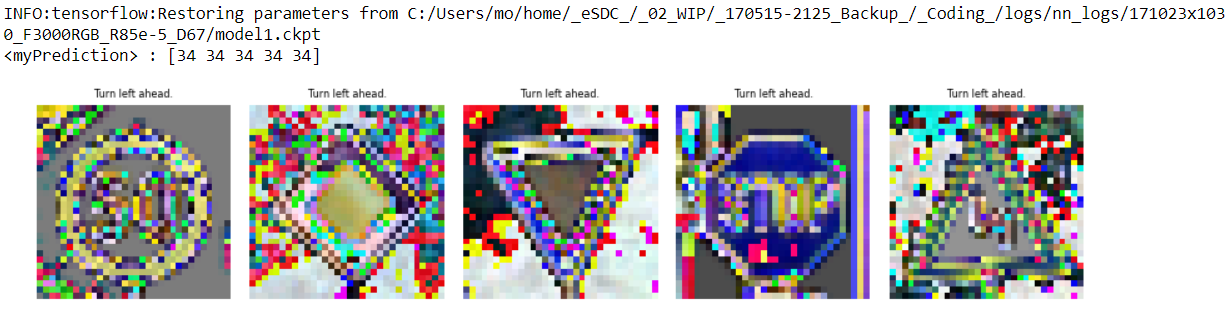 INFO:tensorflow:Restoring parameters from C:/Users/mo/home/_eSDC_/_02_WIP/_170515-2125_Backup_/_Coding_/logs/nn_logs/171023x103
0_F3000RGB_R85e-5_D67/model1.ckpt
<myPrediction> : [34 34 34 34 34]
Turn left ahead. Turn left ahead. Turn left ahead. Turn left ahead. Turn left ahead.